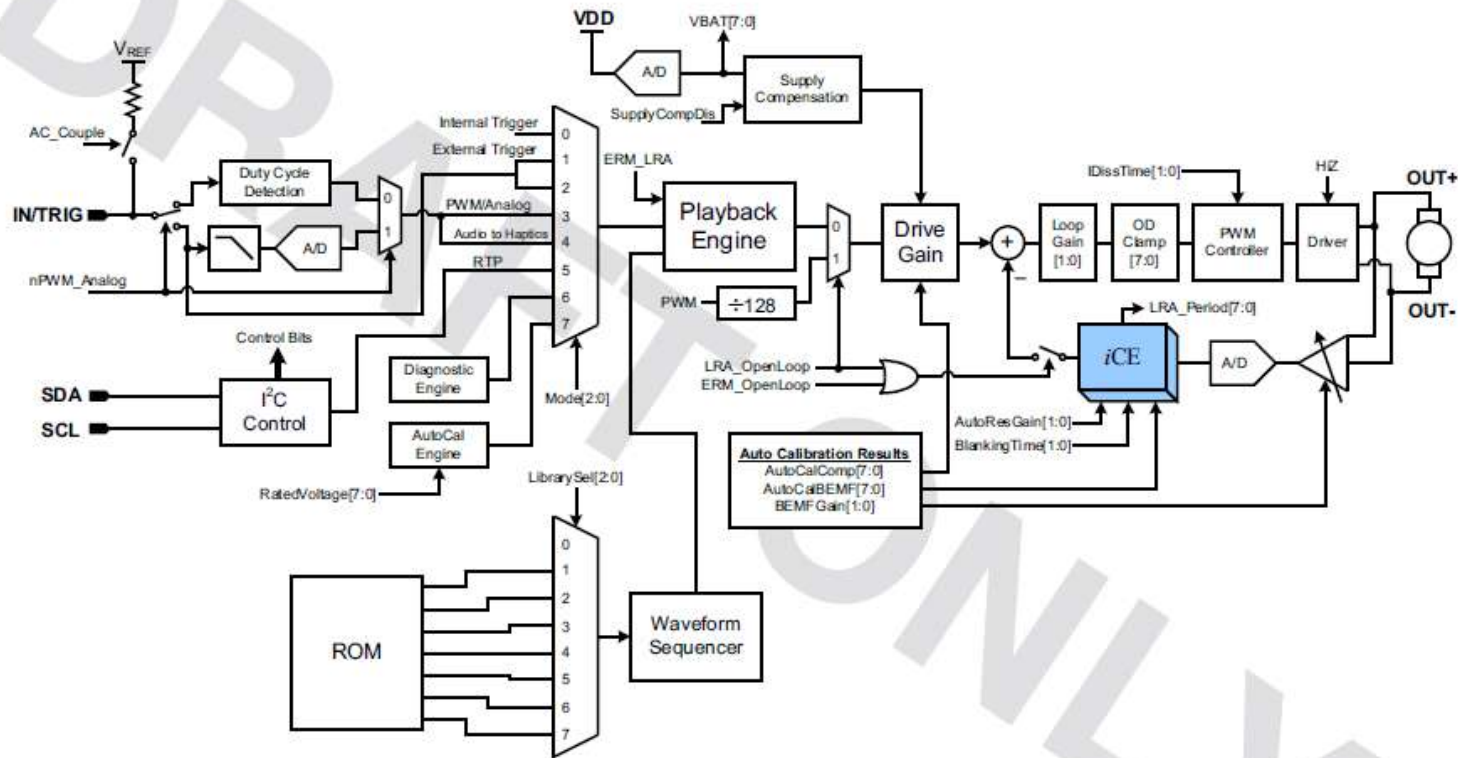 DRAFT ONLY
VDD
VBAT[7:0]
VREF
A/D
Supply
Compensation
SupplyCompDis
AC_Couple
Internal Trigger
0
External Trigger
1
2
ERM_LRA
IDissTime[1:0]
HiZ
OUT+
Duty Cycle
Detection
0
IN/TRIG
PWM/Analog
3
Playback
Engine
0
Drive
Gain
+
–
Loop
Gain
[1:0]
OD
Clamp
[7:0]
PWM
Controller
Driver
1
A/D
Audio to Haptics
4
1
RTP
5
nPWM_Analog
6
PWM
÷128
OUT-
7
LRA_Period[7:0]
Control Bits
iCE
A/D
Diagnostic
Engine
LRA_OpenLoop
ERM_OpenLoop
SDA
SCL
I2C
Control
Mode[2:0]
AutoResGain[1:0]
BlankingTime[1:0]
AutoCal
Engine
Auto Calibration Results
AutoCalComp[7:0]
AutoCalBEMF[7:0]
BEMFGain[1:0]
RatedVoltage[7:0]
LibrarySel[2:0]
0
1
2
3
4
5
6
7
ROM
Waveform
Sequencer